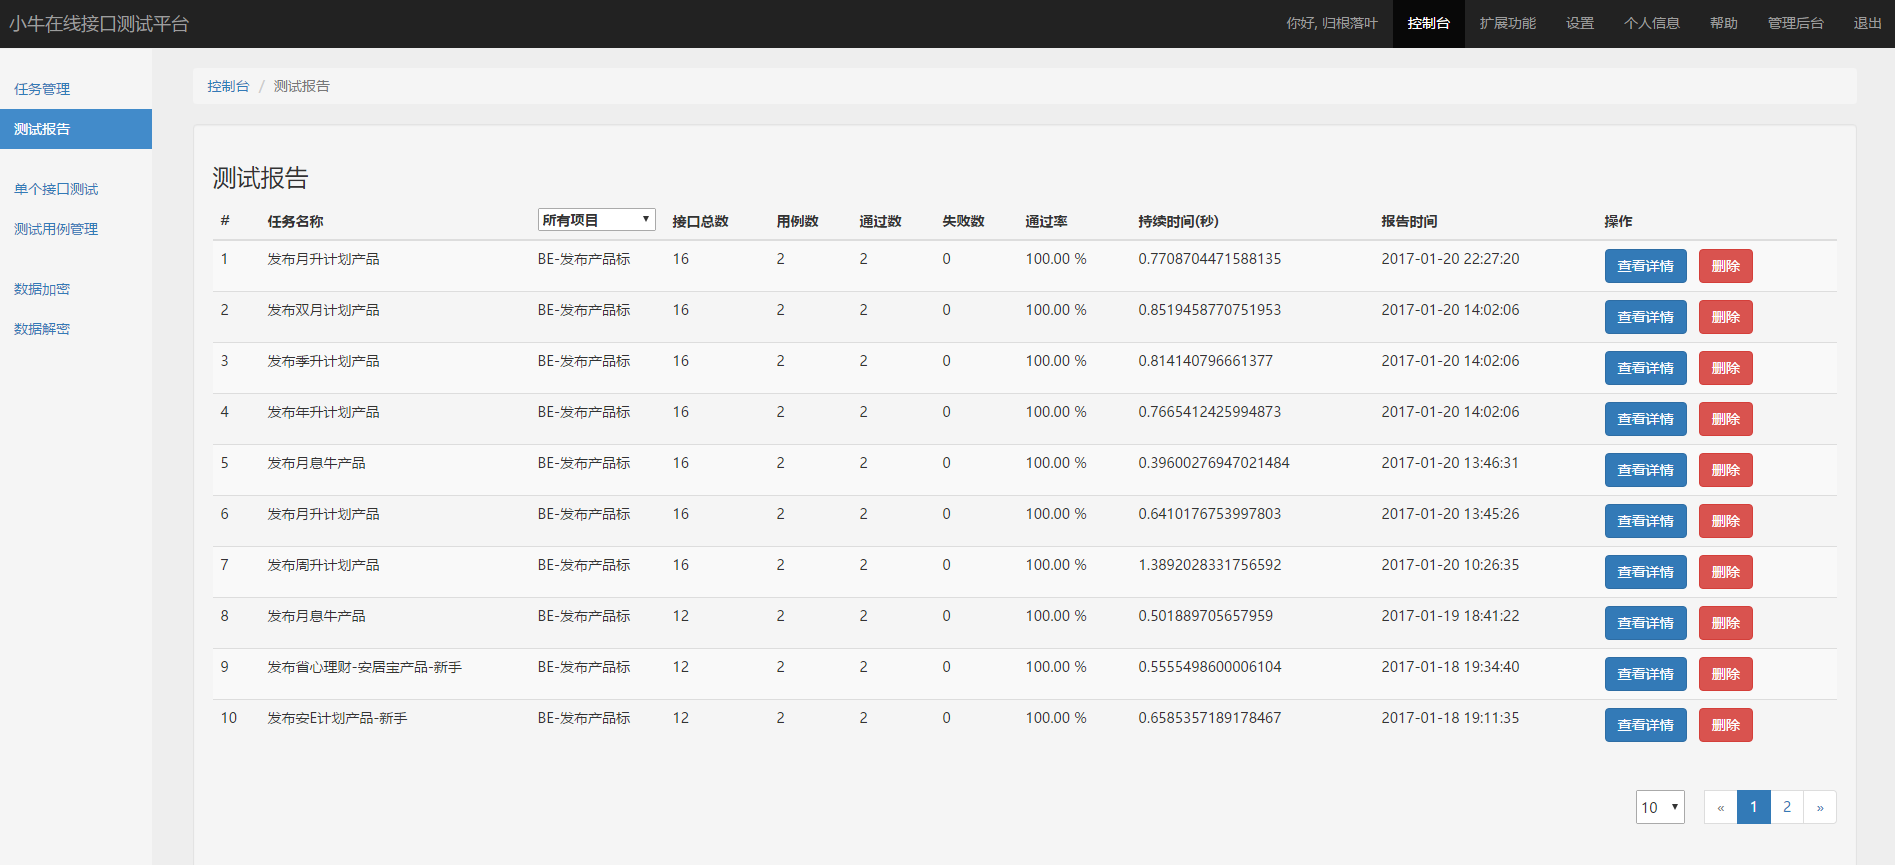 小牛在线接口测试平台 你好, 归根落叶 控制台 扩展功能 设置 个人信息 帮助 管理后台 退出
任务管理
测试报告
单个接口测试
测试用例管理
数据加密
数据解密
控制台 / 测试报告
测试报告
# 任务名称 所有项目 接口总数 用例数 通过数 失败数 通过率 持续时间(秒) 报告时间 操作
1 发布月升计划产品 BE-发布产品标 16 2 2 0 100.00 % 0.7708704471588135 2017-01-20 22:27:20 查看详情 删除
2 发布双月计划产品 BE-发布产品标 16 2 2 0 100.00 % 0.8519458770751953 2017-01-20 14:02:06 查看详情 删除
3 发布季升计划产品 BE-发布产品标 16 2 2 0 100.00 % 0.814140796661377 2017-01-20 14:02:06 查看详情 删除
4 发布年升计划产品 BE-发布产品标 16 2 2 0 100.00 % 0.7665412425994873 2017-01-20 14:02:06 查看详情 删除
5 发布月息牛产品 BE-发布产品标 16 2 2 0 100.00 % 0.39600276947021484 2017-01-20 13:46:31 查看详情 删除
6 发布月升计划产品 BE-发布产品标 16 2 2 0 100.00 % 0.6410176753997803 2017-01-20 13:45:26 查看详情 删除
7 发布周升计划产品 BE-发布产品标 16 2 2 0 100.00 % 1.3892028331756592 2017-01-20 10:26:35 查看详情 删除
8 发布月息牛产品 BE-发布产品标 12 2 2 0 100.00 % 0.501889705657959 2017-01-19 18:41:22 查看详情 删除
9 发布省心理财-安居宝产品-新手 BE-发布产品标 12 2 2 0 100.00 % 0.5555498600006104 2017-01-18 19:34:40 查看详情 删除
10 发布安E计划产品-新手 BE-发布产品标 12 2 2 0 100.00 % 0.6585357189178467 2017-01-18 19:11:35 查看详情 删除
10 « 1 2 »